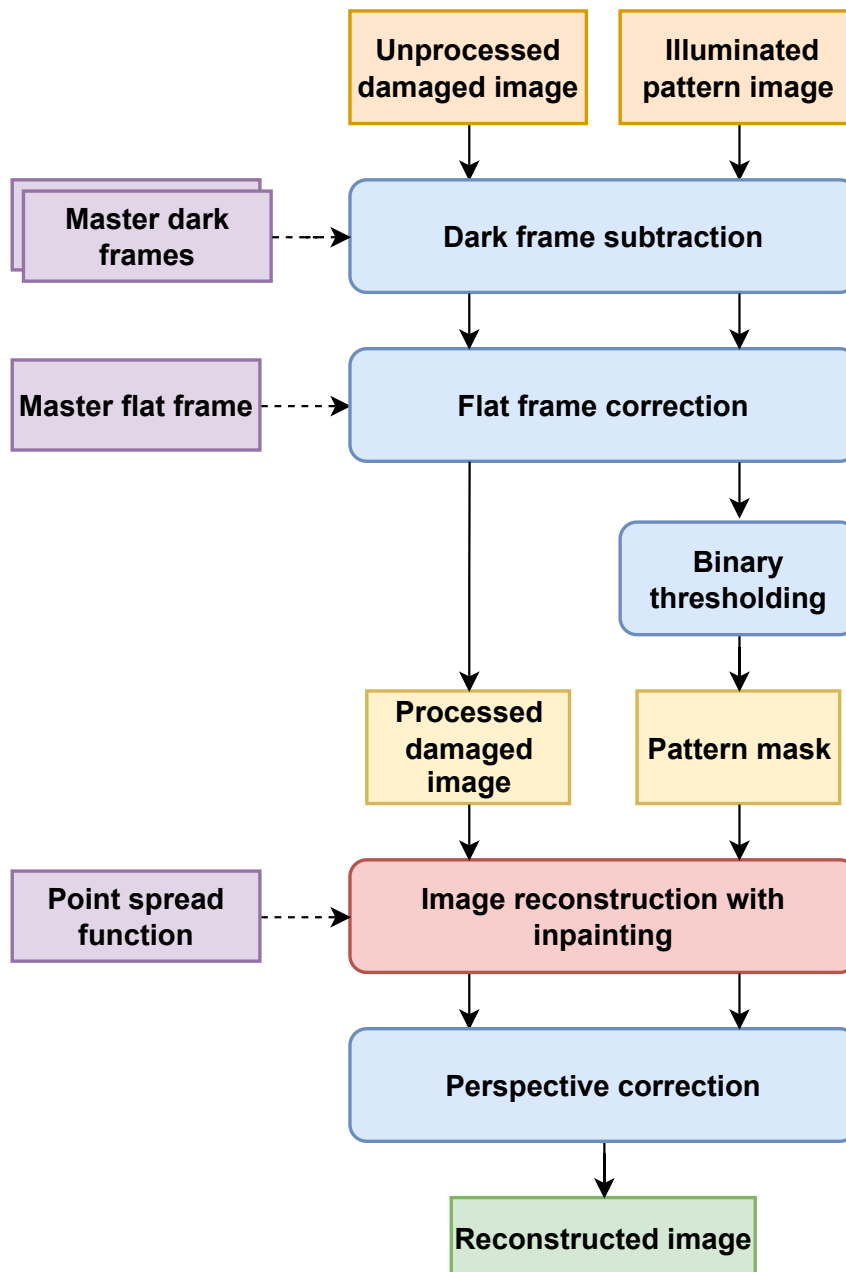 Unprocessed
damaged image
Illuminated
pattern image
Master dark
frames
Dark frame subtraction
Master flat frame
Flat frame correction
Binary
thresholding
Processed
damaged
image
Pattern mask
Point spread
function
Image reconstruction with
inpainting
Perspective correction
Reconstructed image